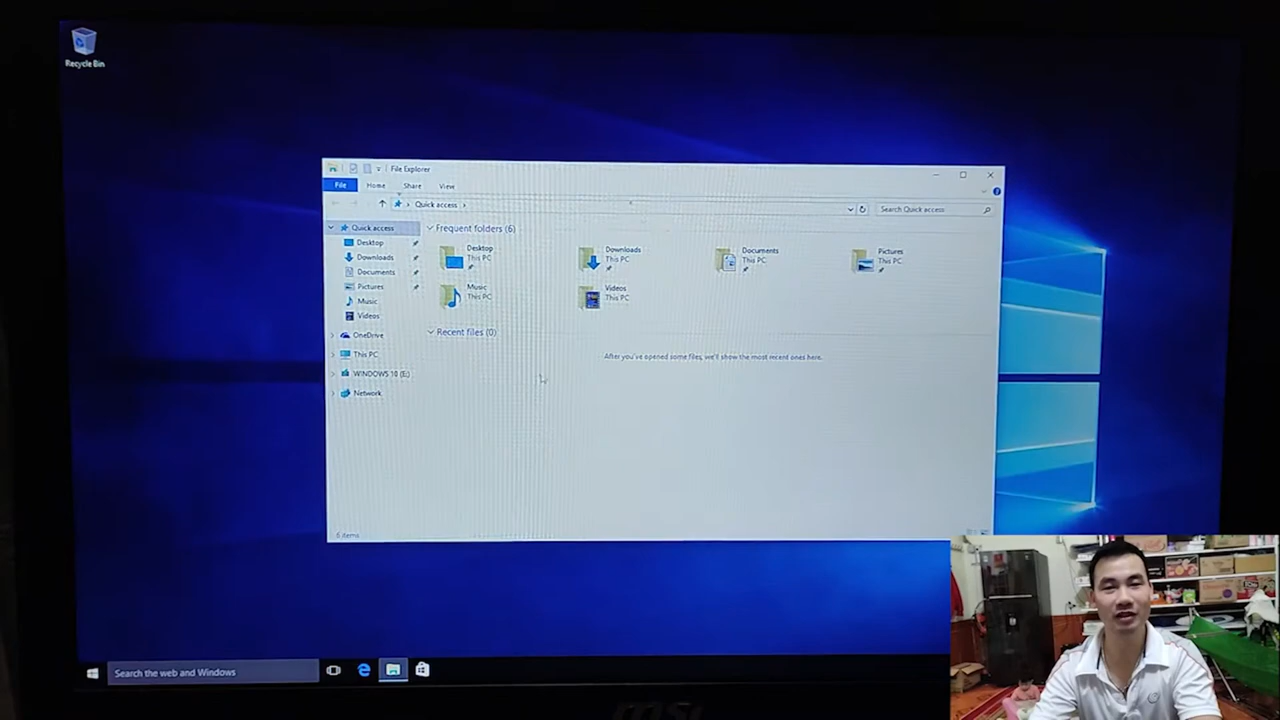 Recycle Bin
File Explorer
File Home Share View
Quick access
Search Quick access
Quick access
Desktop
Downloads
Documents
Pictures
Music
Videos
OneDrive
This PC
WINDOWS 10 (E:)
Network
Frequent folders (6)
Desktop
This PC
Downloads
This PC
Documents
This PC
Pictures
This PC
Music
This PC
Videos
This PC
Recent files (0)
After you've opened some files, we'll show the most recent ones here.
6 items
Search the web and Windows
msi